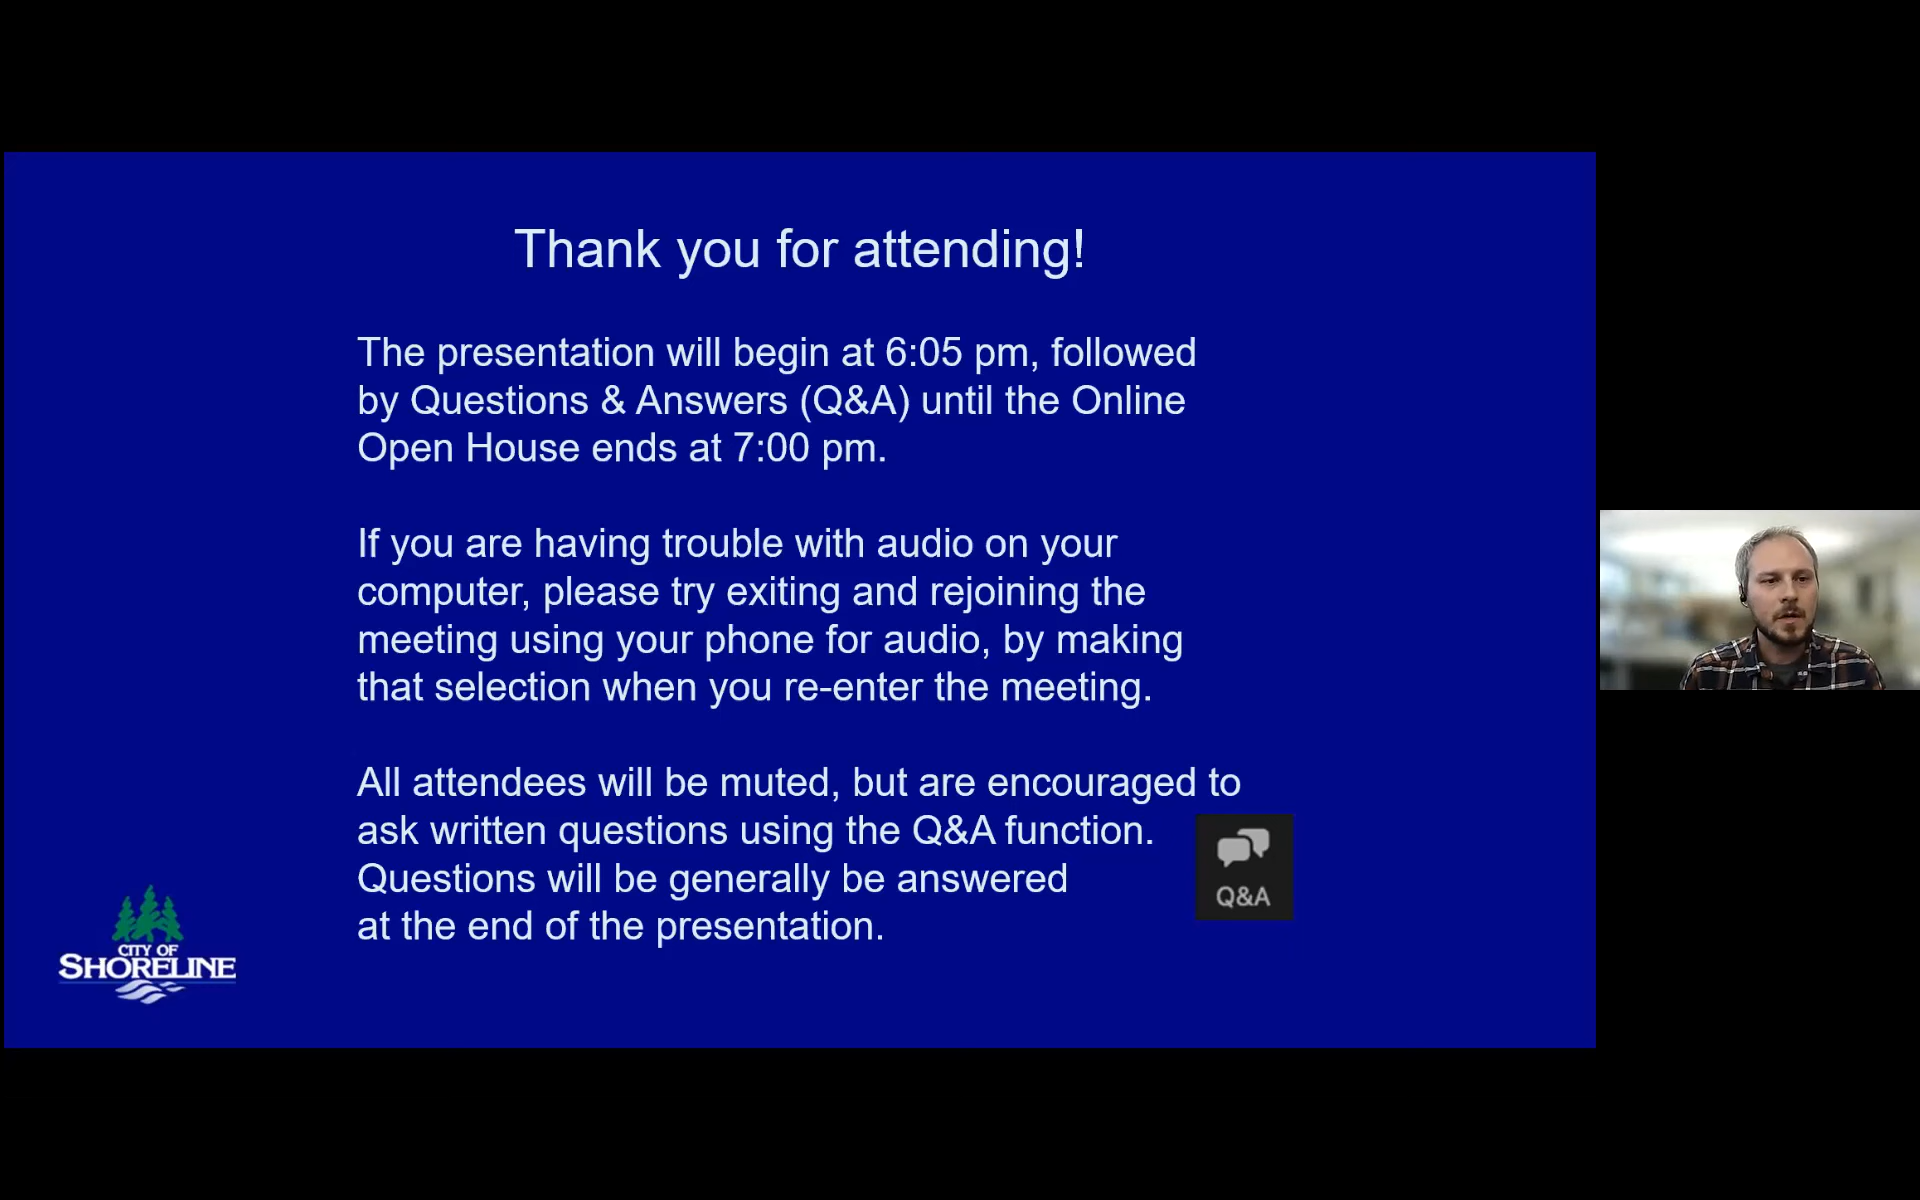 Thank you for attending!
The presentation will begin at 6:05 pm, followed
by Questions & Answers (Q&A) until the Online
Open House ends at 7:00 pm.
If you are having trouble with audio on your
computer, please try exiting and rejoining the
meeting using your phone for audio, by making
that selection when you re-enter the meeting.
All attendees will be muted, but are encouraged to
ask written questions using the Q&A function.
Questions will be generally be answered
at the end of the presentation.
Q&A
CITY OF
SHORELINE